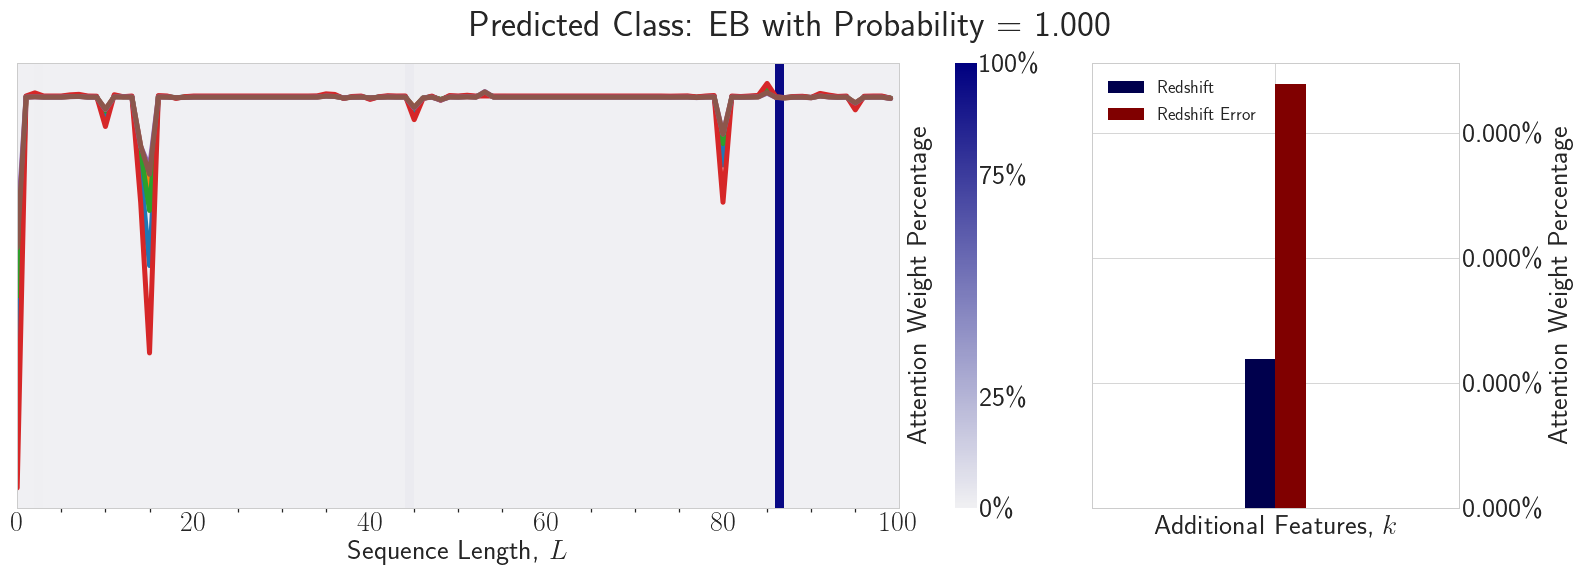 Predicted Class: EB with Probability = 1.000
0
20
40
60
80
100
Sequence Length, L
100%
75%
25%
0%
Attention Weight Percentage
Redshift
Redshift Error
0.000%
0.000%
0.000%
0.000%
Attention Weight Percentage
Additional Features, k